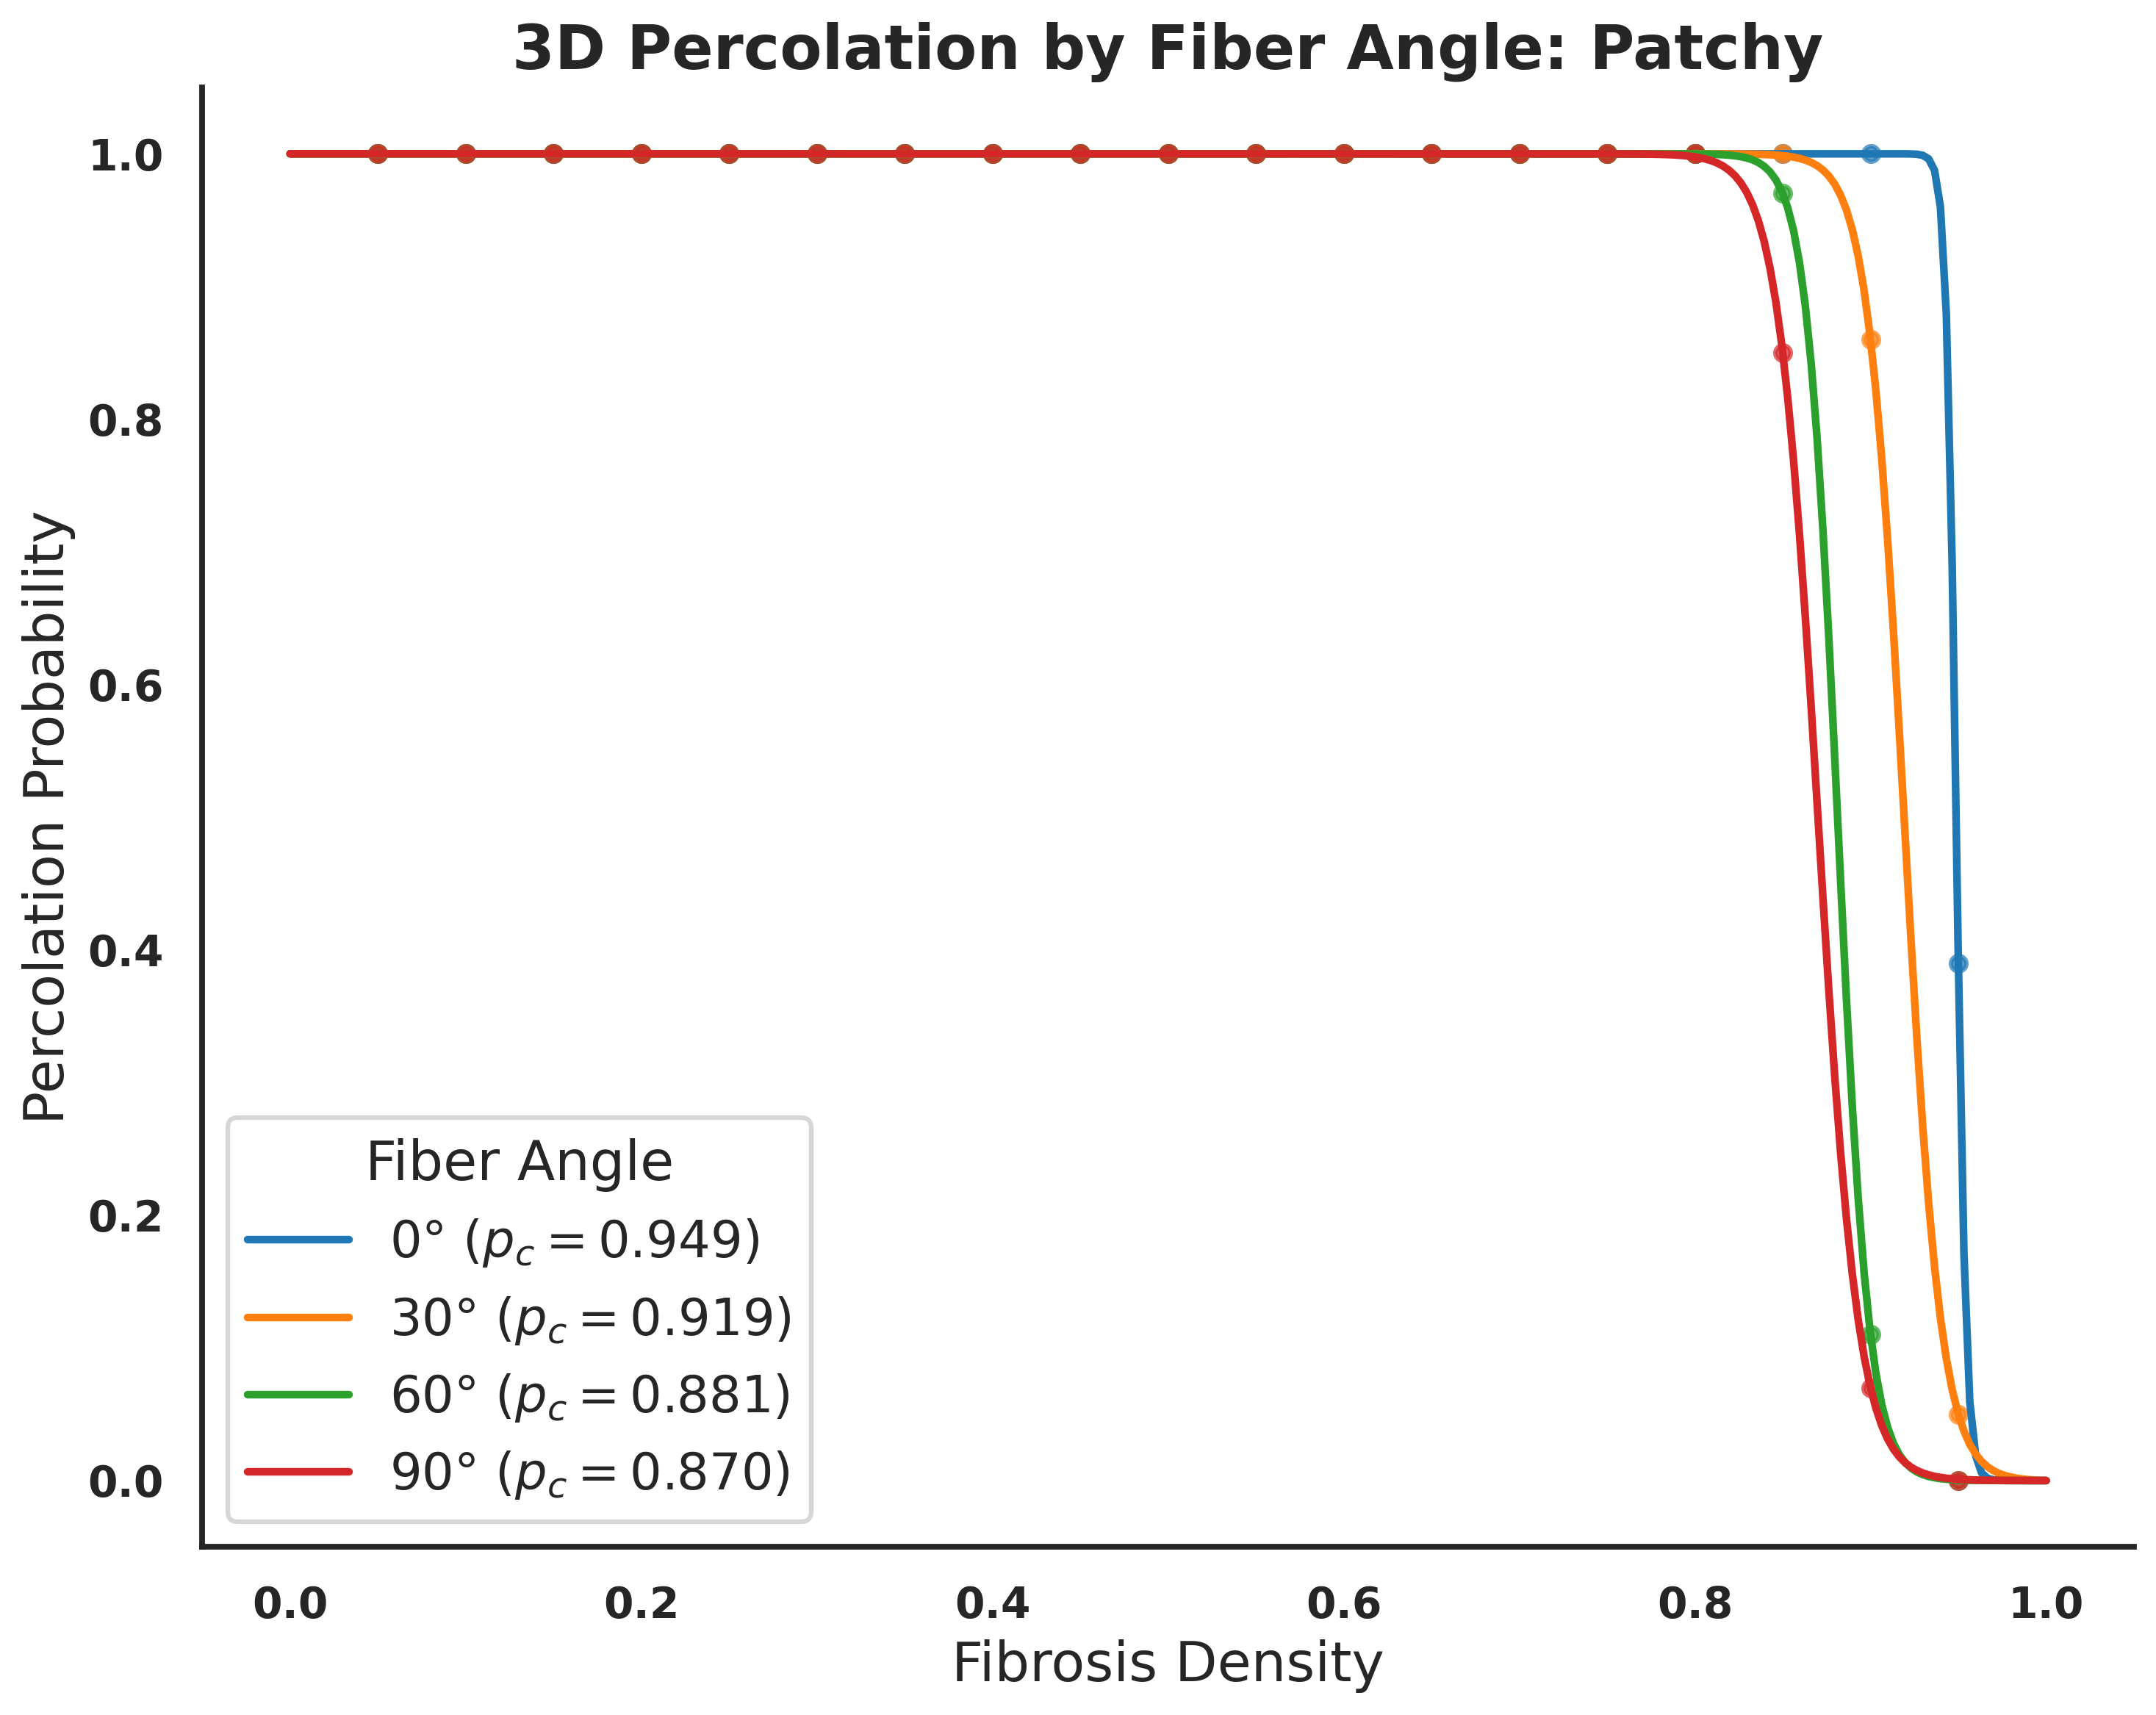 3D Percolation by Fiber Angle: Patchy
Percolation Probability
1.0
0.8
0.6
0.4
0.2
0.0
Fiber Angle
0° (p_c = 0.949)
30° (p_c = 0.919)
60° (p_c = 0.881)
90° (p_c = 0.870)
0.0 0.2 0.4 0.6 0.8 1.0
Fibrosis Density